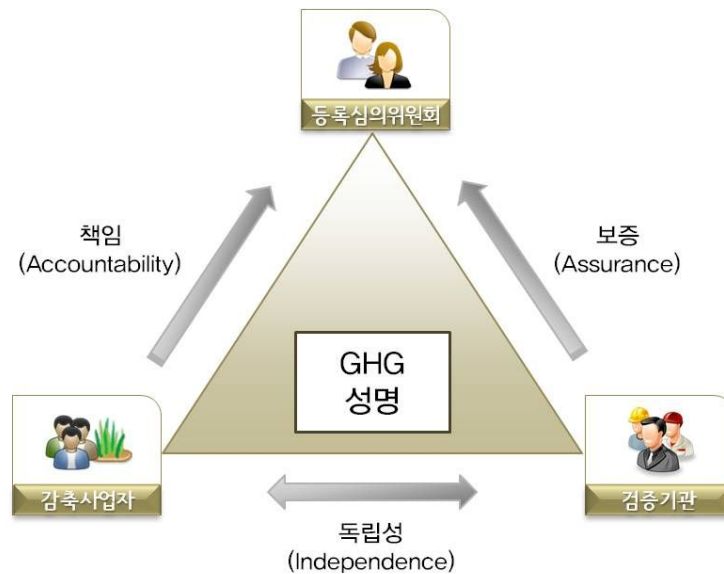 등록심의위원회
책임
(Accountability)
보증
(Assurance)
GHG
성명
감축사업자
검증기관
독립성
(Independence)